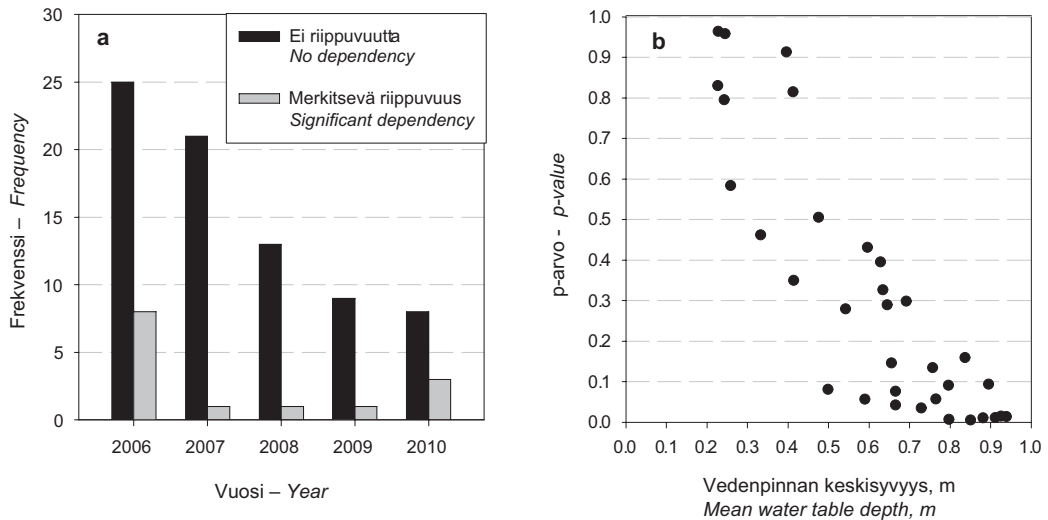 a
Ei riippuvuutta
No dependency
Merkitsevä riippuvuus
Significant dependency
30
25
20
15
10
5
0
Frekvenssi – Frequency
2006 2007 2008 2009 2010
Vuosi – Year
b
1.0
0.9
0.8
0.7
0.6
0.5
0.4
0.3
0.2
0.1
0.0
p-arvo - p-value
0.0 0.1 0.2 0.3 0.4 0.5 0.6 0.7 0.8 0.9 1.0
Vedenpinnan keskisyvyys, m
Mean water table depth, m